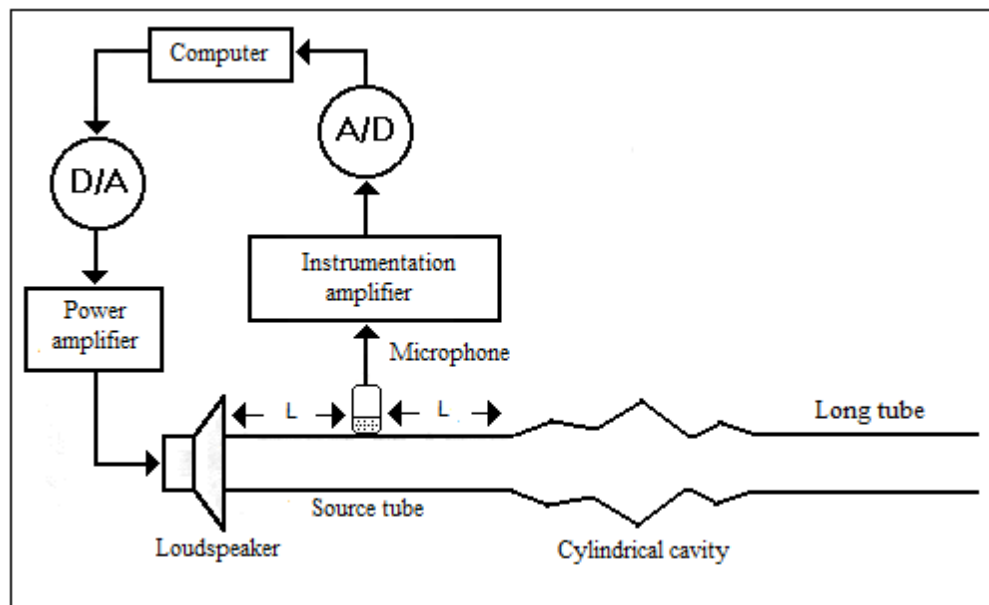 Computer
A/D
D/A
Instrumentation
amplifier
Power
amplifier
Microphone
L
L
Long tube
Source tube
Loudspeaker
Cylindrical cavity